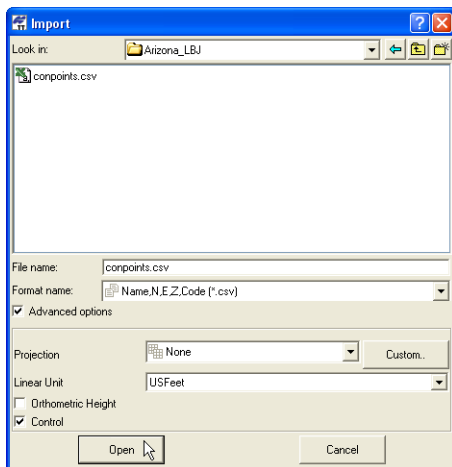 Import
Look in: Arizona_LBJ
conpoints.csv
File name: conpoints.csv
Format name: Name,N,E,Z,Code (*.csv)
Advanced options
Projection None Custom..
Linear Unit USFeet
Orthometric Height
Control
Open Cancel